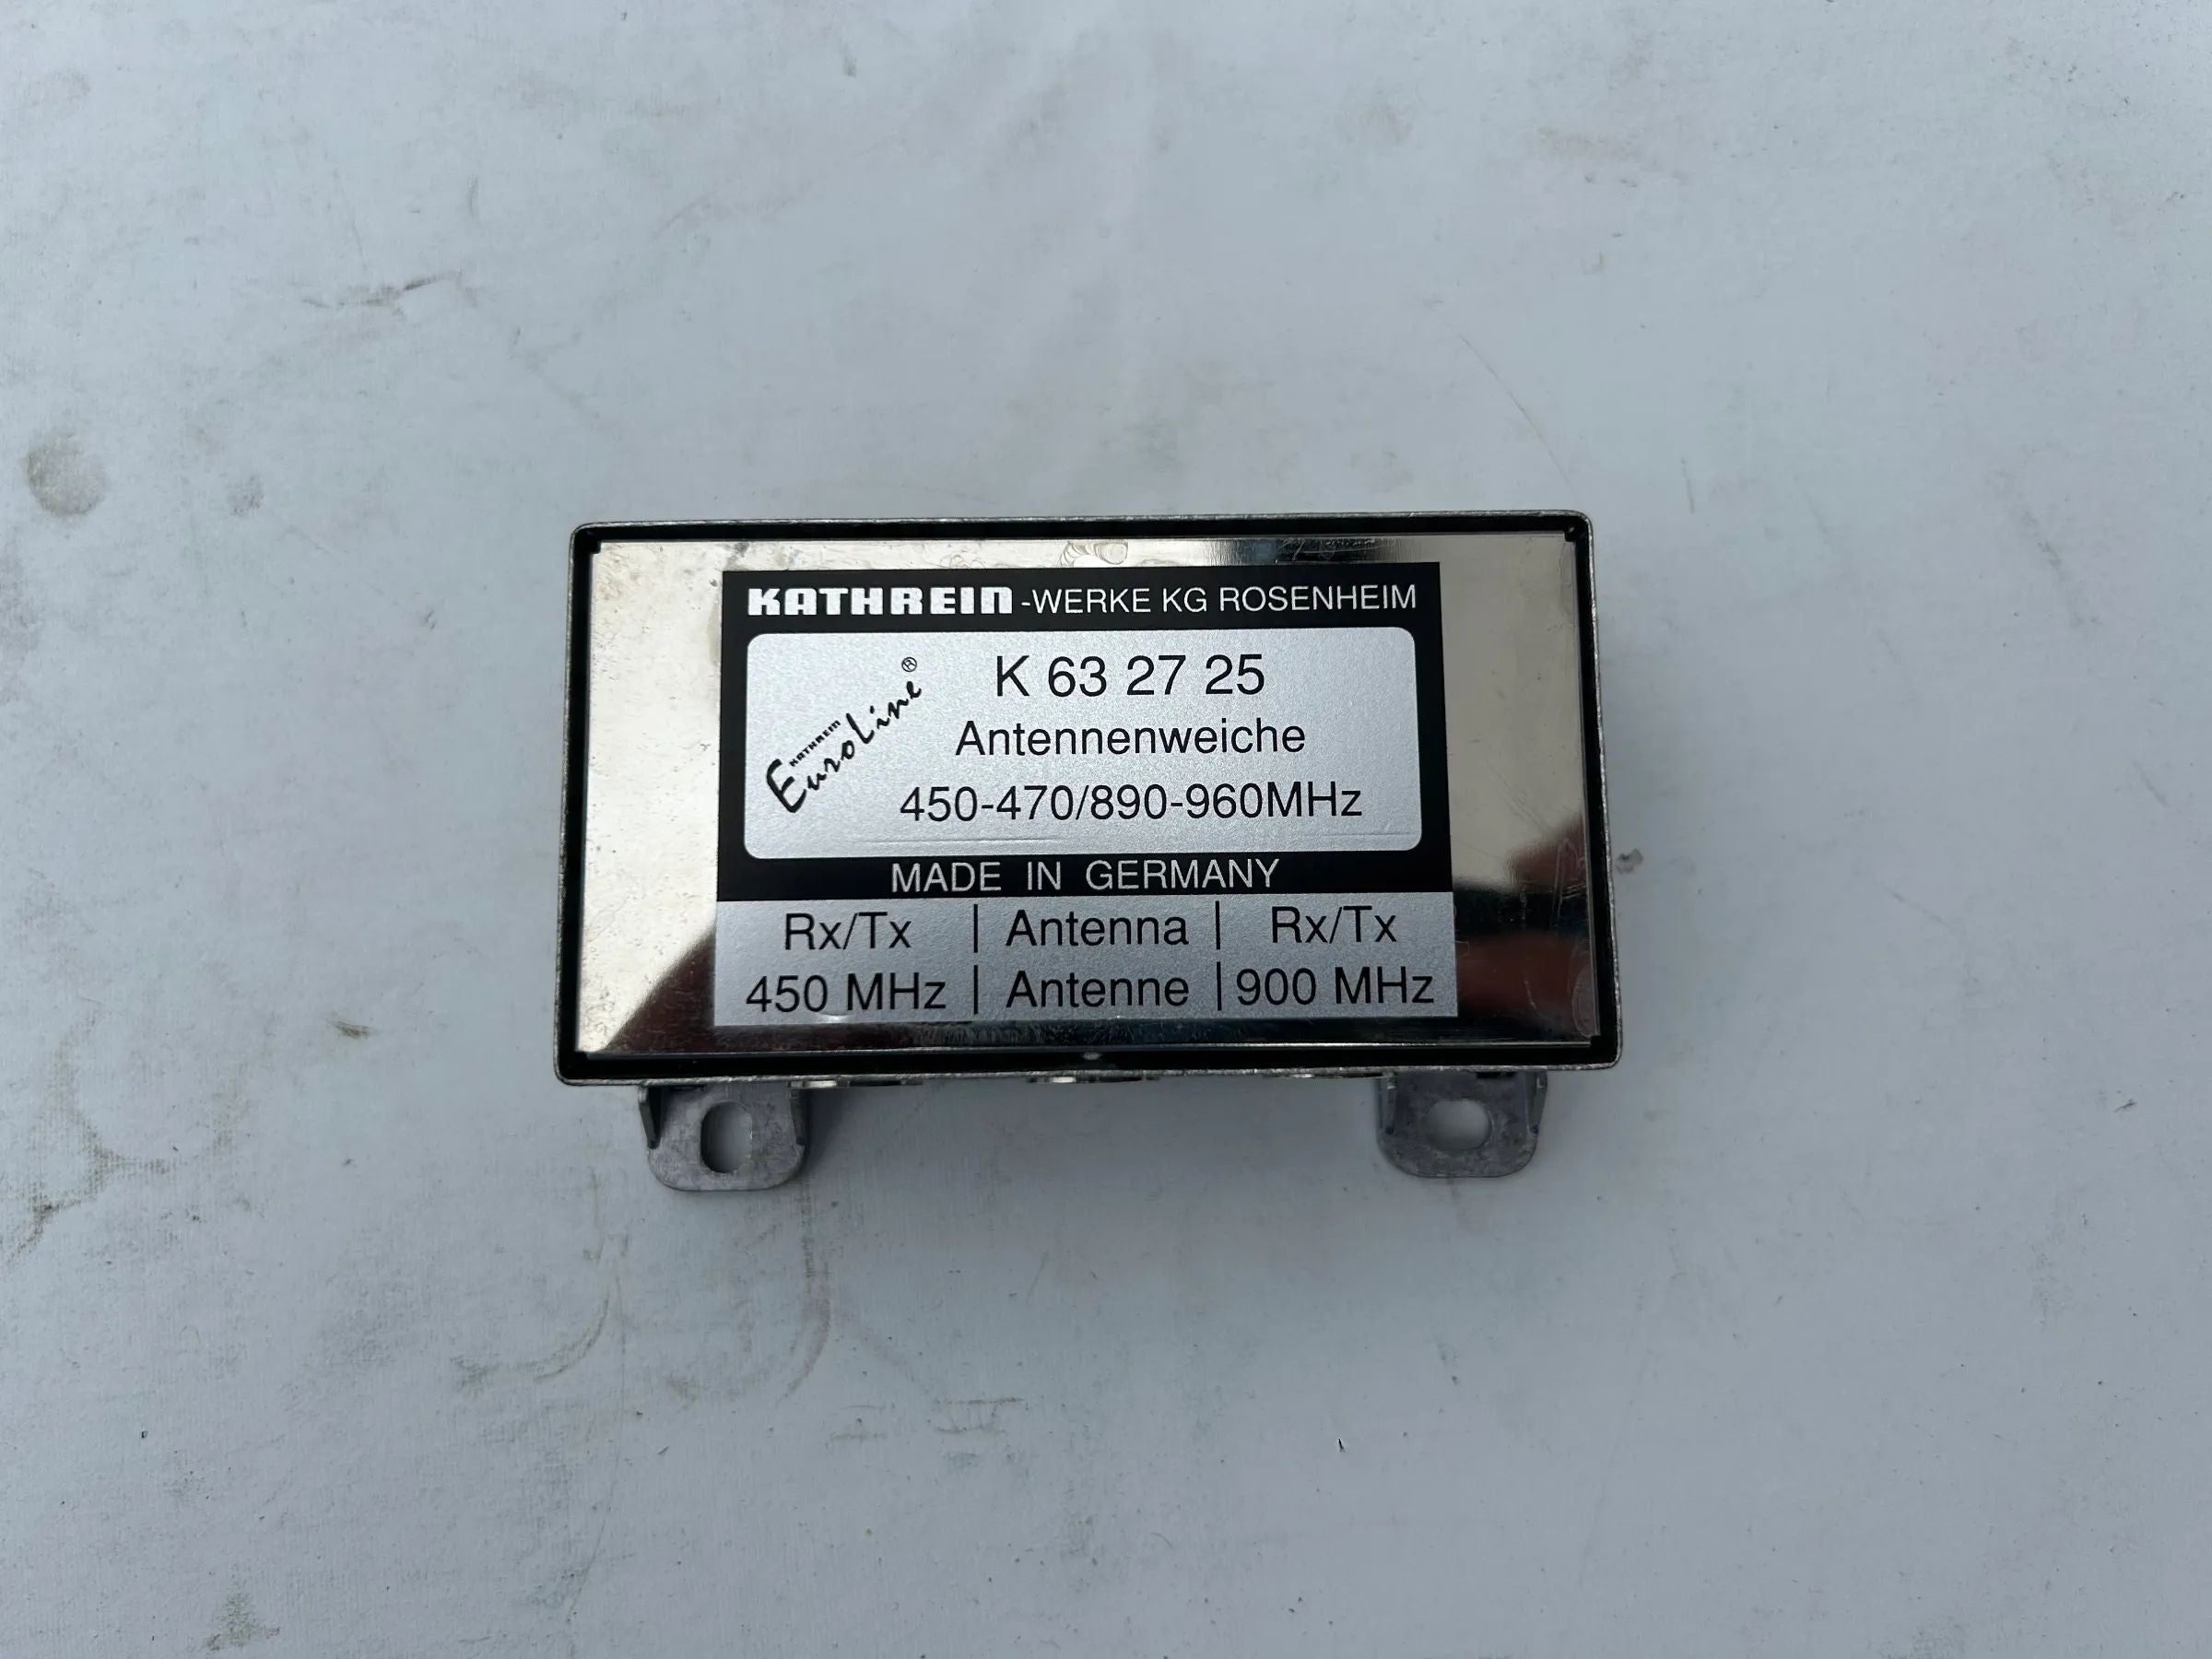 KATHREIN -WERKE KG ROSENHEIM
KATHREIN
EuroLine®
K 63 27 25
Antennenweiche
450-470/890-960MHz
MADE IN GERMANY
Rx/Tx | Antenna | Rx/Tx
450 MHz | Antenne | 900 MHz